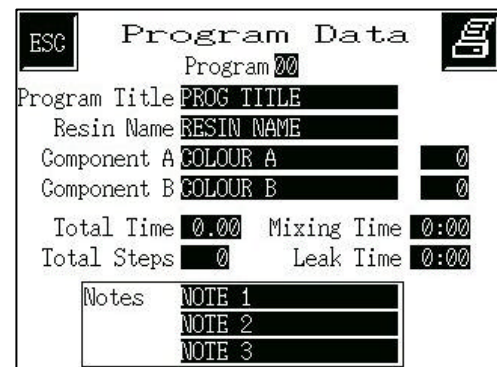 ESC Program Data
Program 00
Program Title PROG TITLE
Resin Name RESIN NAME
Component A COLOUR A 0
Component B COLOUR B 0
Total Time 0.00 Mixing Time 0:00
Total Steps 0 Leak Time 0:00
Notes NOTE 1
NOTE 2
NOTE 3